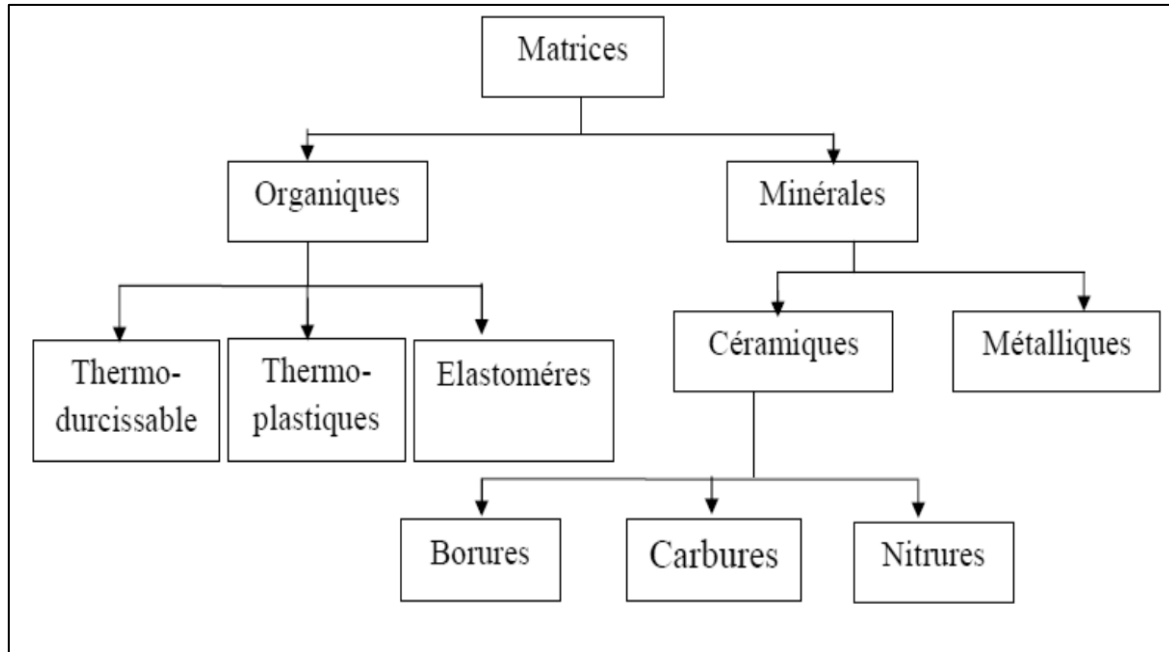 Matrices
Organiques
Minérales
Céramiques
Métalliques
Thermo-
durcissable
Thermo-
plastiques
Elastoméres
Borures
Carbures
Nitrures